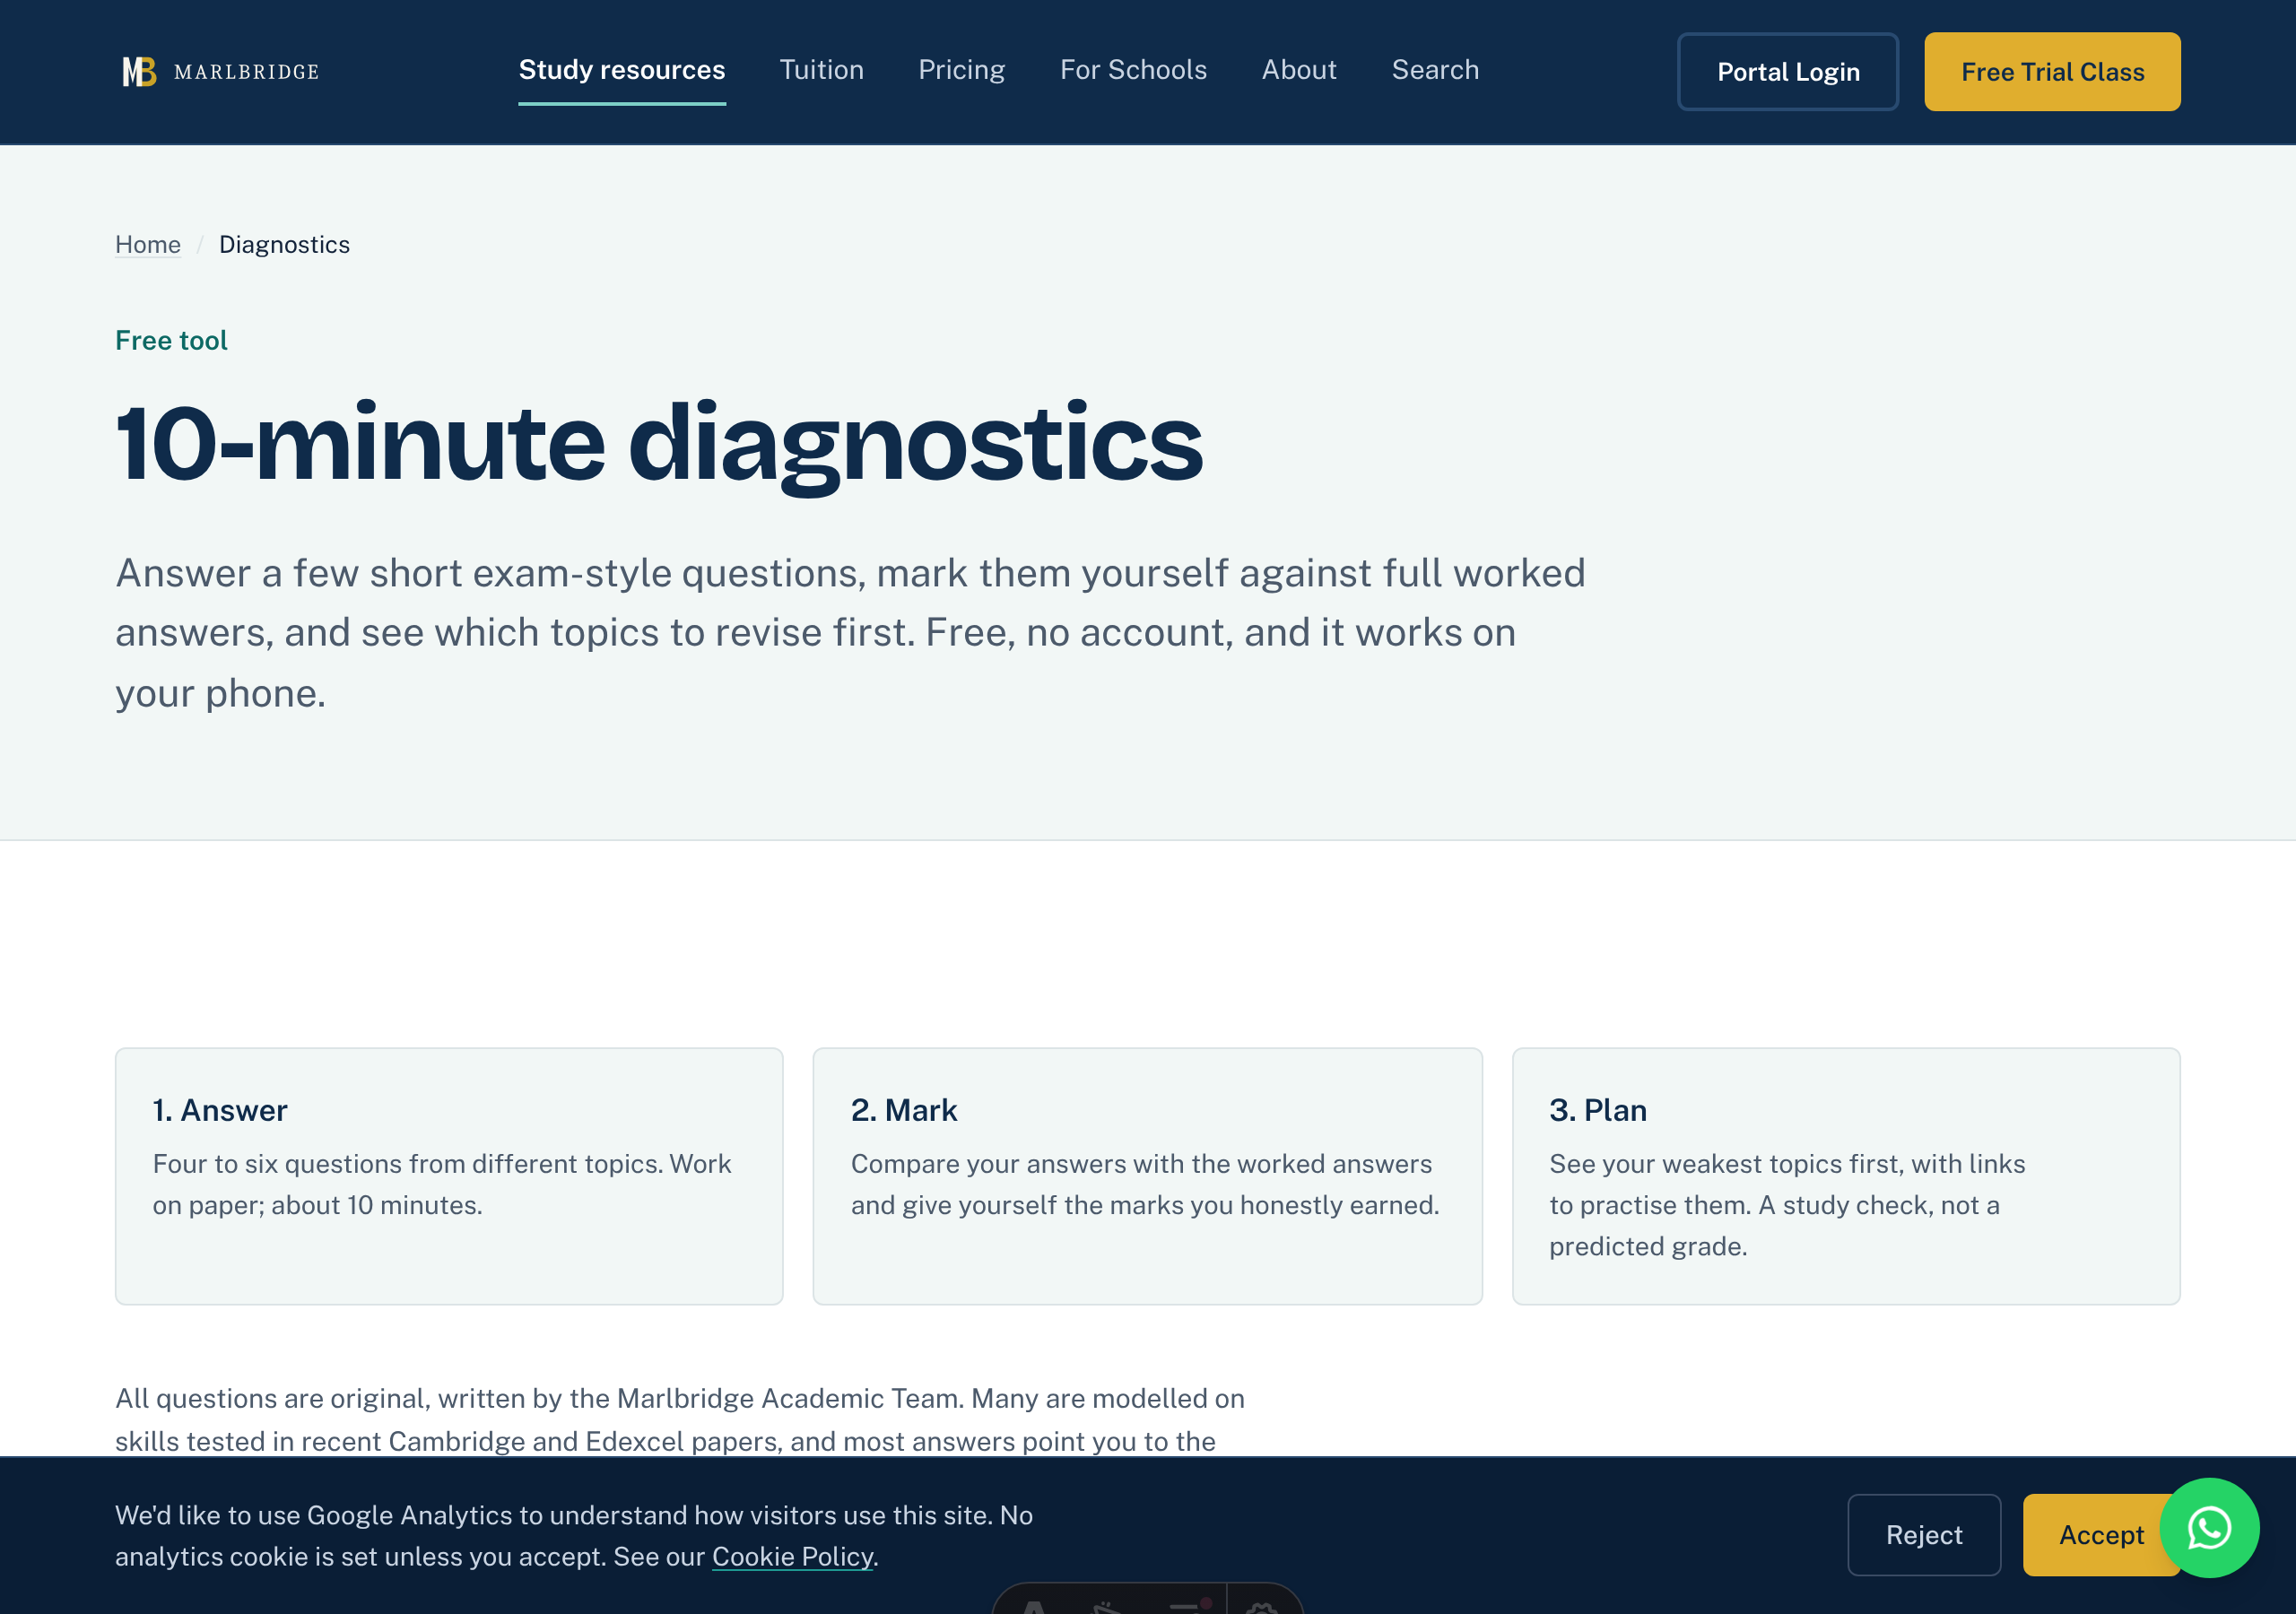 MB MARLBRIDGE
Study resources
Tuition
Pricing
For Schools
About
Search
Portal Login
Free Trial Class
Home / Diagnostics
Free tool
10-minute diagnostics
Answer a few short exam-style questions, mark them yourself against full worked
answers, and see which topics to revise first. Free, no account, and it works on
your phone.
1. Answer
Four to six questions from different topics. Work
on paper; about 10 minutes.
2. Mark
Compare your answers with the worked answers
and give yourself the marks you honestly earned.
3. Plan
See your weakest topics first, with links
to practise them. A study check, not a
predicted grade.
All questions are original, written by the Marlbridge Academic Team. Many are modelled on
skills tested in recent Cambridge and Edexcel papers, and most answers point you to the
We'd like to use Google Analytics to understand how visitors use this site. No
analytics cookie is set unless you accept. See our Cookie Policy.
Reject
Accept